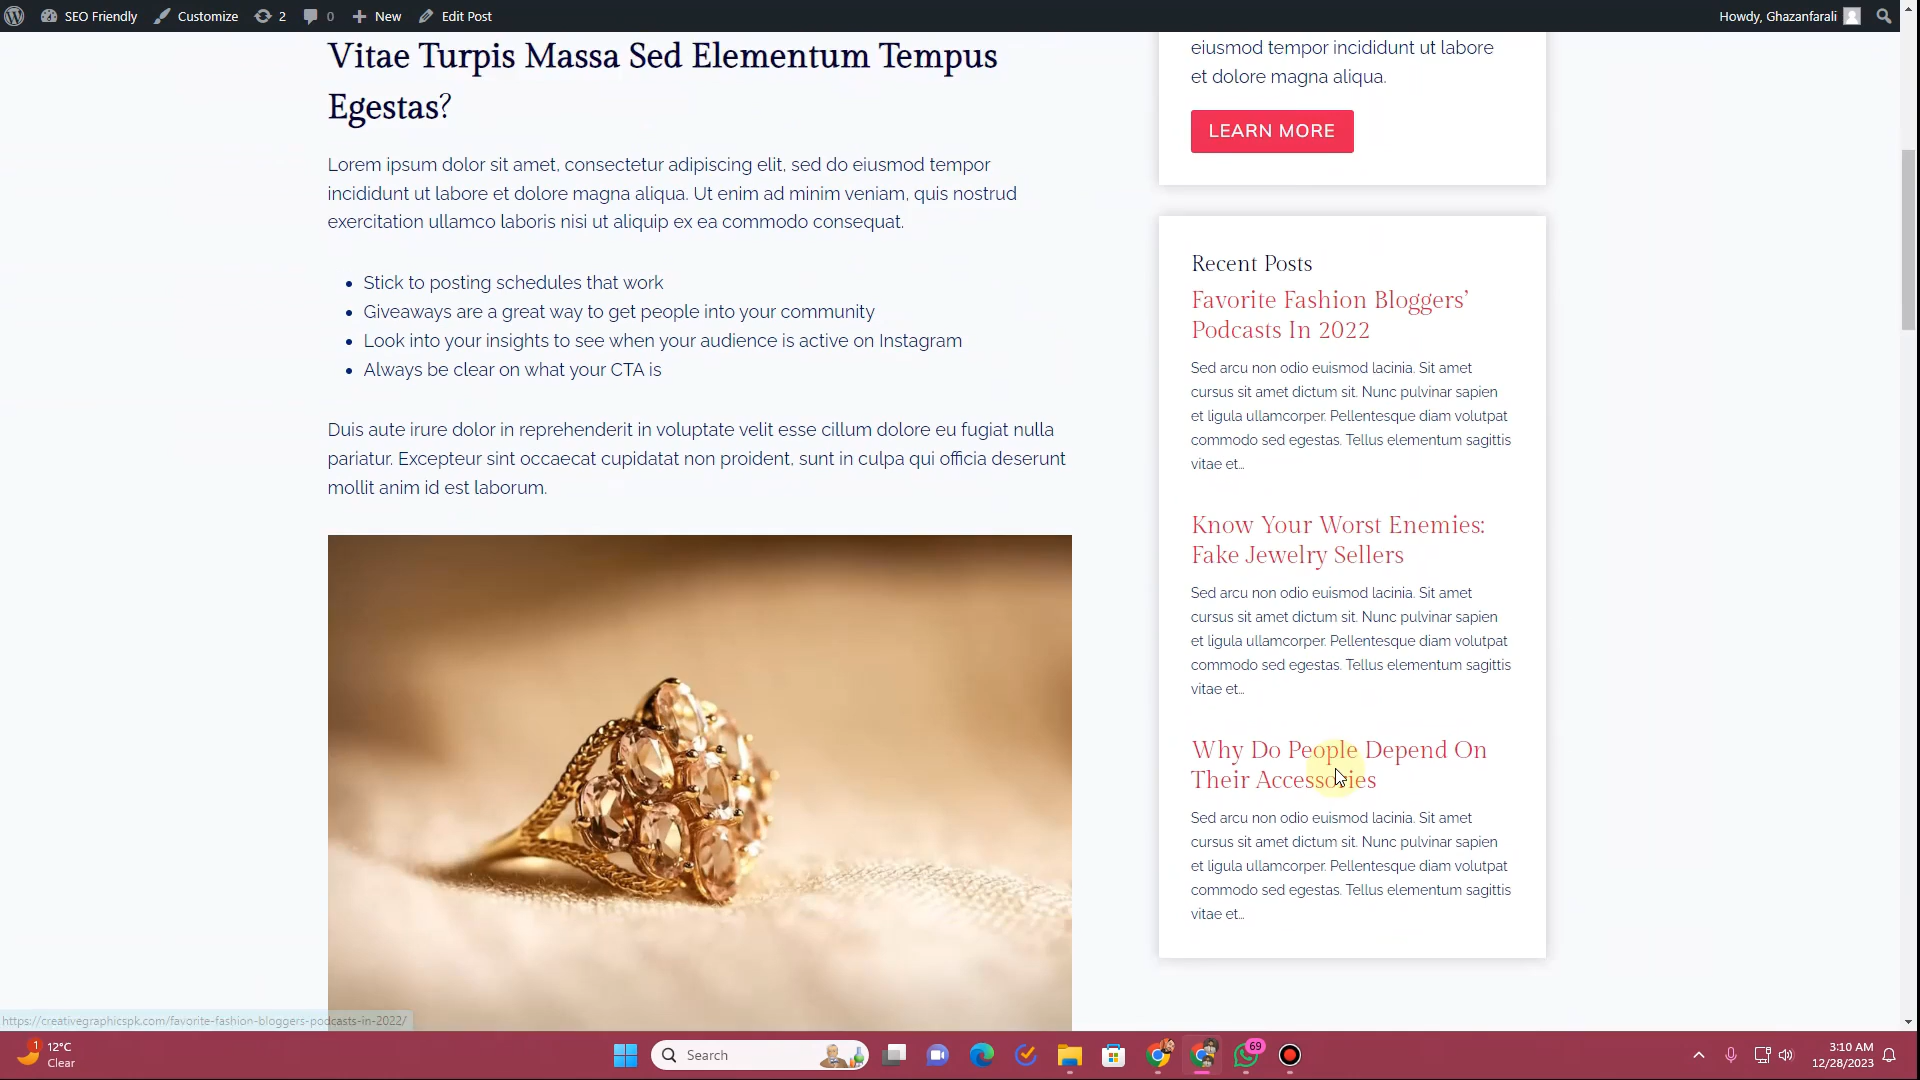 SEO Friendly
Customize
2
0
New
Edit Post
Howdy, Ghazanfarali
Vitae Turpis Massa Sed Elementum Tempus
Egestas?
Lorem ipsum dolor sit amet, consectetur adipiscing elit, sed do eiusmod tempor
incididunt ut labore et dolore magna aliqua. Ut enim ad minim veniam, quis nostrud
exercitation ullamco laboris nisi ut aliquip ex ea commodo consequat.
Stick to posting schedules that work
Giveaways are a great way to get people into your community
Look into your insights to see when your audience is active on Instagram
Always be clear on what your CTA is
Duis aute irure dolor in reprehenderit in voluptate velit esse cillum dolore eu fugiat nulla
pariatur. Excepteur sint occaecat cupidatat non proident, sunt in culpa qui officia deserunt
mollit anim id est laborum.
eiusmod tempor incididunt ut labore
et dolore magna aliqua.
LEARN MORE
Recent Posts
Favorite Fashion Bloggers’
Podcasts In 2022
Sed arcu non odio euismod lacinia. Sit amet
cursus sit amet dictum sit. Nunc pulvinar sapien
et ligula ullamcorper. Pellentesque diam volutpat
commodo sed egestas. Tellus elementum sagittis
vitae et…
Know Your Worst Enemies:
Fake Jewelry Sellers
Sed arcu non odio euismod lacinia. Sit amet
cursus sit amet dictum sit. Nunc pulvinar sapien
et ligula ullamcorper. Pellentesque diam volutpat
commodo sed egestas. Tellus elementum sagittis
vitae et…
Why Do People Depend On
Their Accessories
Sed arcu non odio euismod lacinia. Sit amet
cursus sit amet dictum sit. Nunc pulvinar sapien
et ligula ullamcorper. Pellentesque diam volutpat
commodo sed egestas. Tellus elementum sagittis
vitae et…
https://creativegraphicspk.com/favorite-fashion-bloggers-podcasts-in-2022/
1
12°C
Clear
Search
69
3:10 AM
12/28/2023